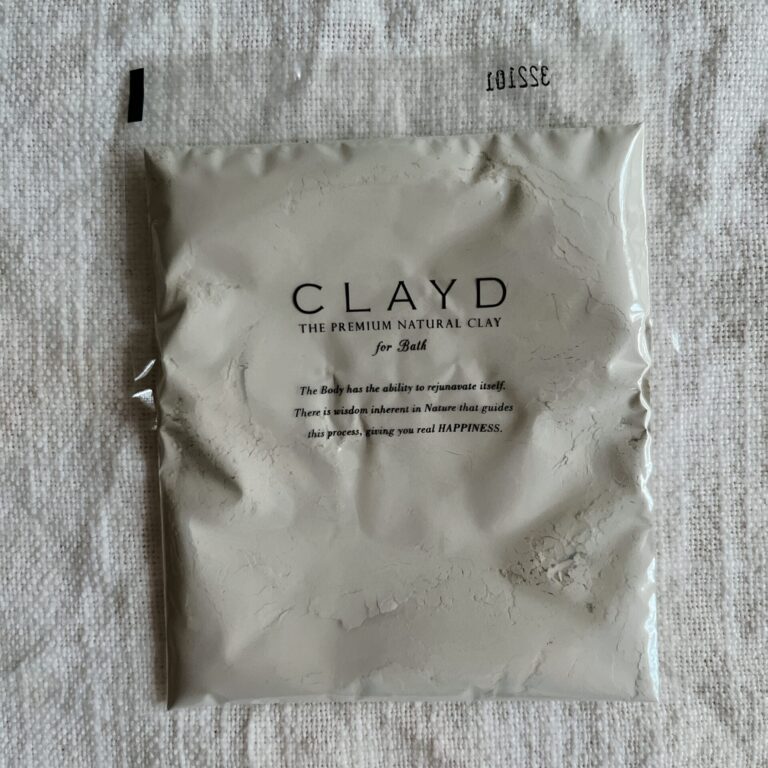 322101
CLAYD
THE PREMIUM NATURAL CLAY
for Bath
The Body has the ability to rejunavate itself.
There is wisdom inherent in Nature that guides
this process, giving you real HAPPINESS.